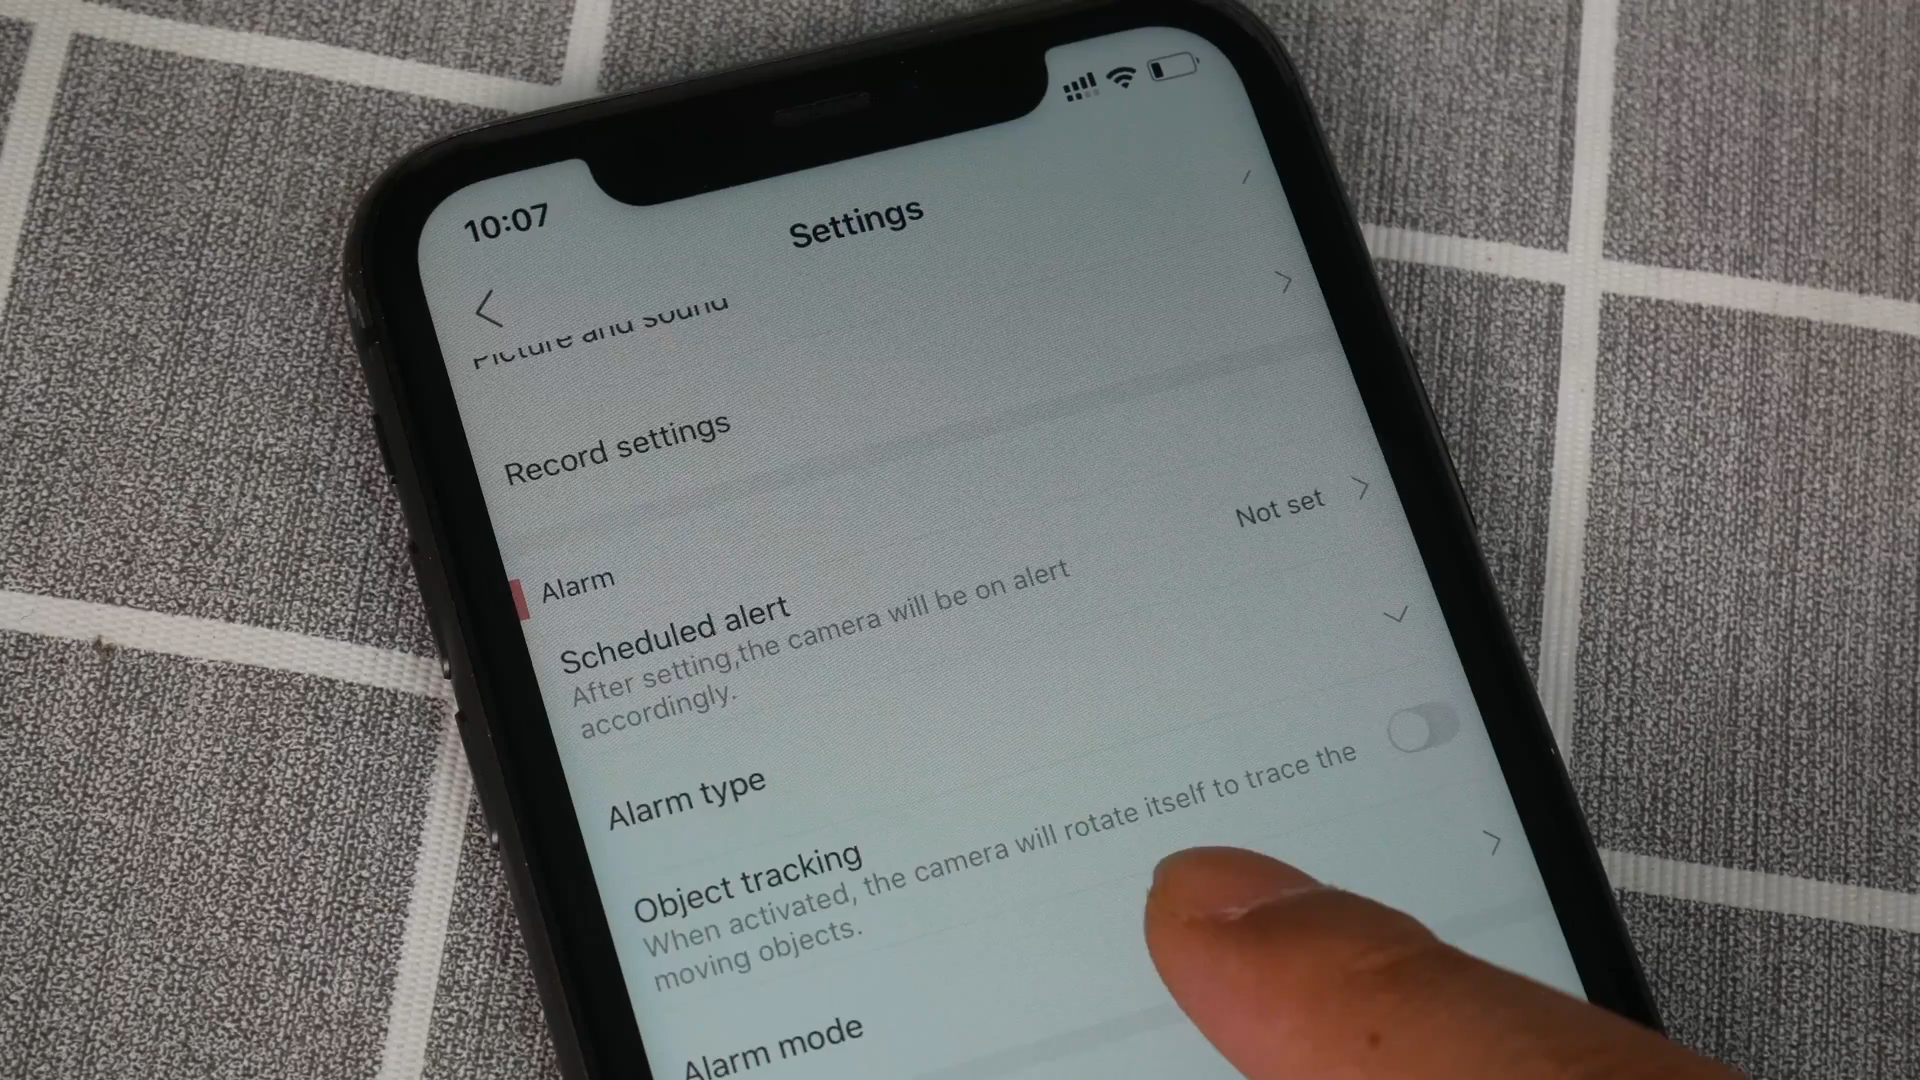 10:07
Settings
Picture and sound
Record settings
Alarm
Scheduled alert
Not set
After setting,the camera will be on alert
accordingly.
Alarm type
Object tracking
When activated, the camera will rotate itself to trace the
moving objects.
Alarm mode